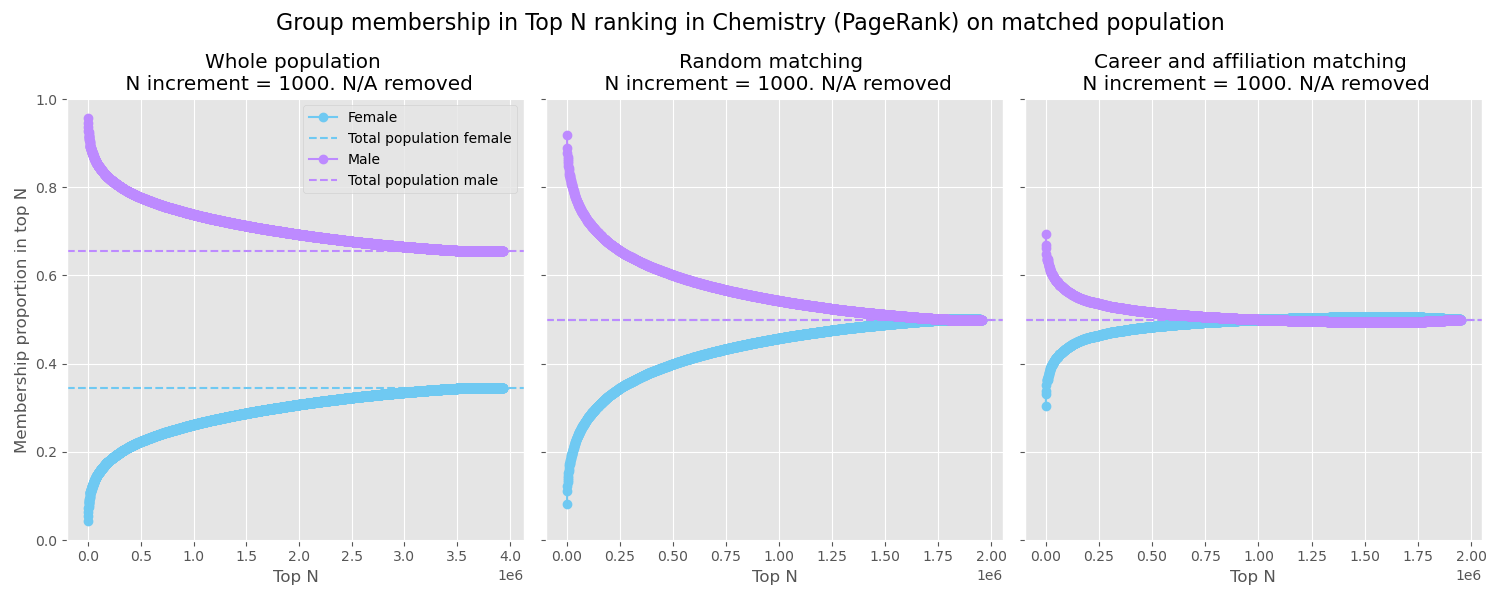 Group membership in Top N ranking in Chemistry (PageRank) on matched population
Whole population
N increment = 1000. N/A removed
Random matching
N increment = 1000. N/A removed
Career and affiliation matching
N increment = 1000. N/A removed
Membership proportion in top N
1.0
0.8
0.6
0.4
0.2
0.0
Female
Total population female
Male
Total population male
0.0 0.5 1.0 1.5 2.0 2.5 3.0 3.5 4.0
1e6
Top N
0.00 0.25 0.50 0.75 1.00 1.25 1.50 1.75 2.00
1e6
Top N
0.00 0.25 0.50 0.75 1.00 1.25 1.50 1.75 2.00
1e6
Top N